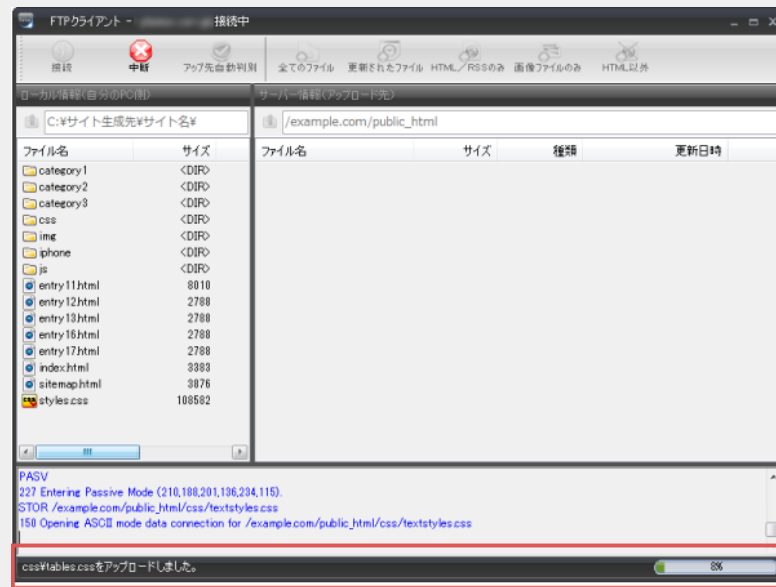 FTPクライアント - 接続中
接続 中断 アップ先自動判別 全てのファイル 更新されたファイル HTML/RSSのみ 画像ファイルのみ HTML以外
ローカル情報(自分のPC側) サーバー情報(アップロード先)
C:¥サイト生成先¥サイト名¥ /example.com/public_html
ファイル名 サイズ ファイル名 サイズ 種類 更新日時
category1 <DIR>
category2 <DIR>
category3 <DIR>
css <DIR>
img <DIR>
iphone <DIR>
js <DIR>
entry11.html 8010
entry12.html 2788
entry13.html 2788
entry16.html 2788
entry17.html 2788
index.html 3383
sitemap.html 3876
styles.css 108582
PASV
227 Entering Passive Mode (210,188,201,136,234,115).
STOR /example.com/public_html/css/textstyles.css
150 Opening ASCII mode data connection for /example.com/public_html/css/textstyles.css
css¥tables.cssをアップロードしました。 8%